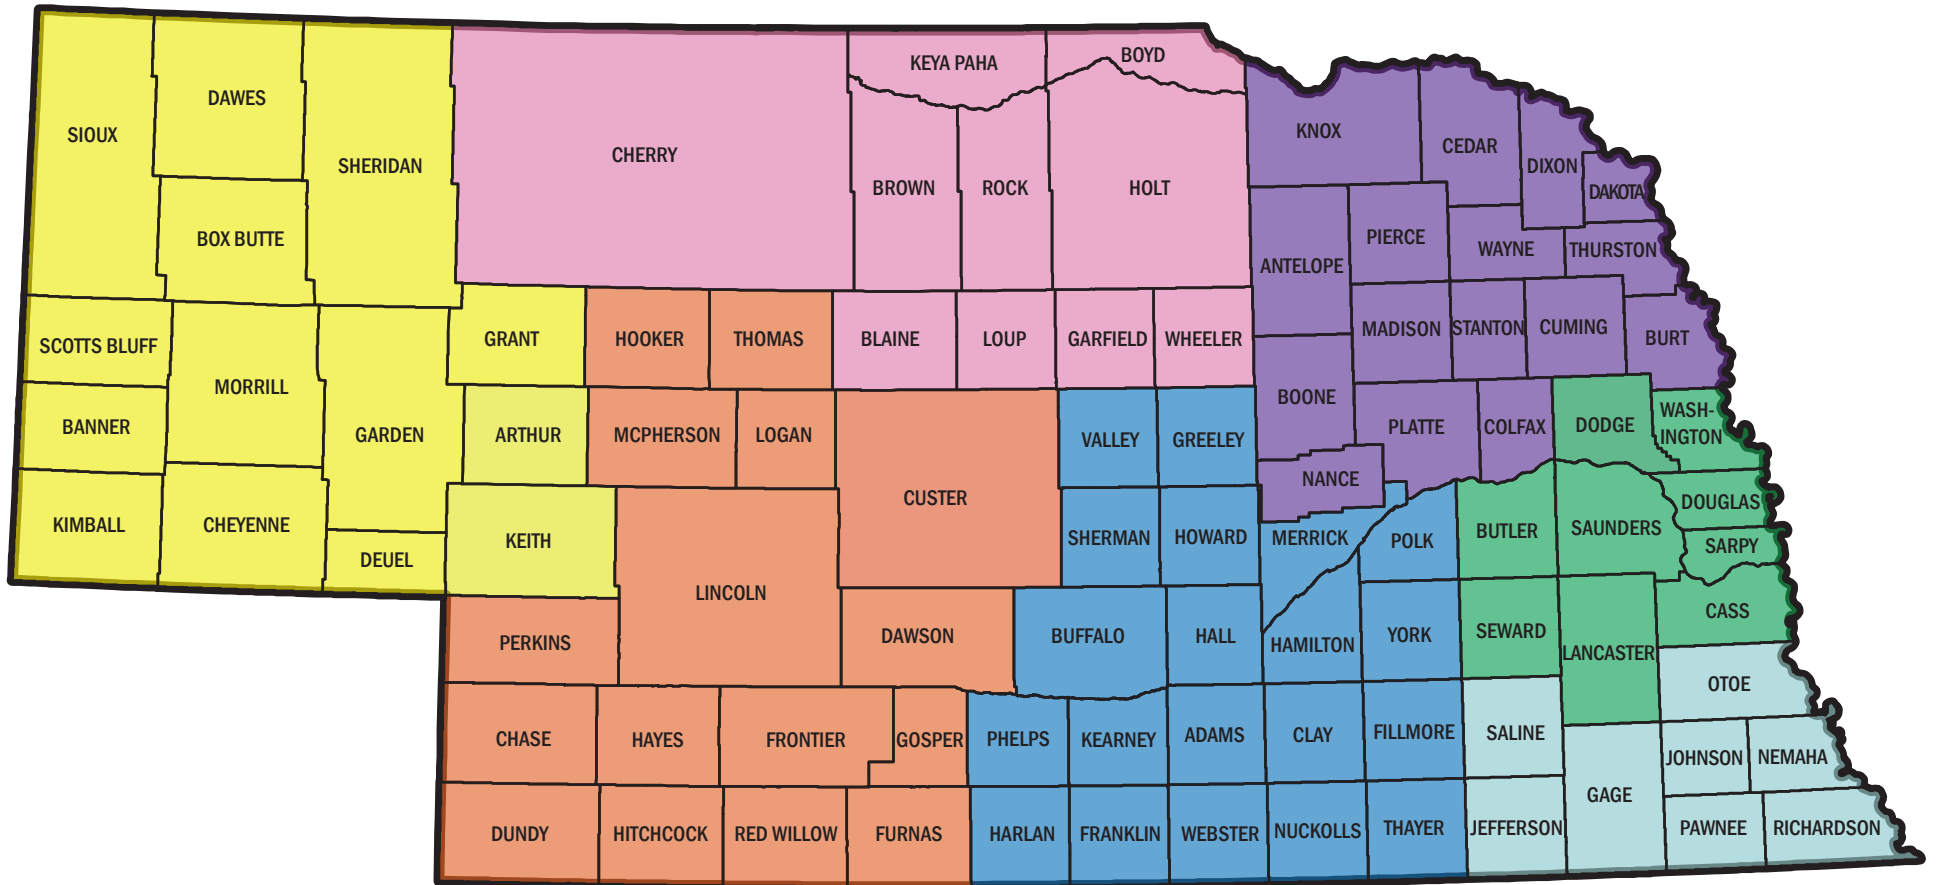 SIOUX
DAWES
SHERIDAN
BOX BUTTE
CHERRY
KEYA PAHA
BOYD
BROWN
ROCK
HOLT
KNOX
CEDAR
DIXON
DAKOTA
ANTELOPE
PIERCE
WAYNE
THURSTON
SCOTTS BLUFF
MORRILL
GARDEN
GRANT
HOOKER
THOMAS
BLAINE
LOUP
GARFIELD
WHEELER
BOONE
MADISON
STANTON
CUMING
BURT
BANNER
ARTHUR
MCPHERSON
LOGAN
CUSTER
VALLEY
GREELEY
NANCE
PLATTE
COLFAX
DODGE
WASH-
INGTON
KIMBALL
CHEYENNE
DEUEL
KEITH
LINCOLN
SHERMAN
HOWARD
MERRICK
POLK
BUTLER
SAUNDERS
DOUGLAS
SARPY
PERKINS
DAWSON
BUFFALO
HALL
HAMILTON
YORK
SEWARD
LANCASTER
CASS
OTOE
CHASE
HAYES
FRONTIER
GOSPER
PHELPS
KEARNEY
ADAMS
CLAY
FILLMORE
SALINE
GAGE
JOHNSON
NEMAHA
DUNDY
HITCHCOCK
RED WILLOW
FURNAS
HARLAN
FRANKLIN
WEBSTER
NUCKOLLS
THAYER
JEFFERSON
PAWNEE
RICHARDSON